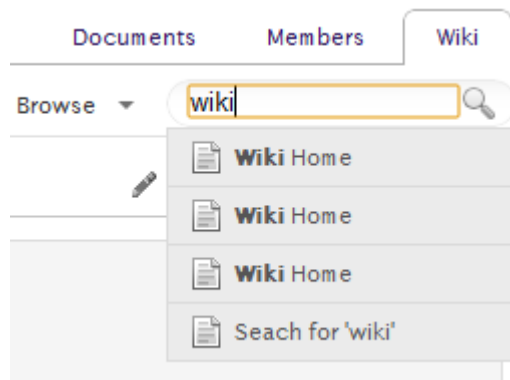 Documents Members Wiki
Browse wiki
Wiki Home
Wiki Home
Wiki Home
Seach for 'wiki'